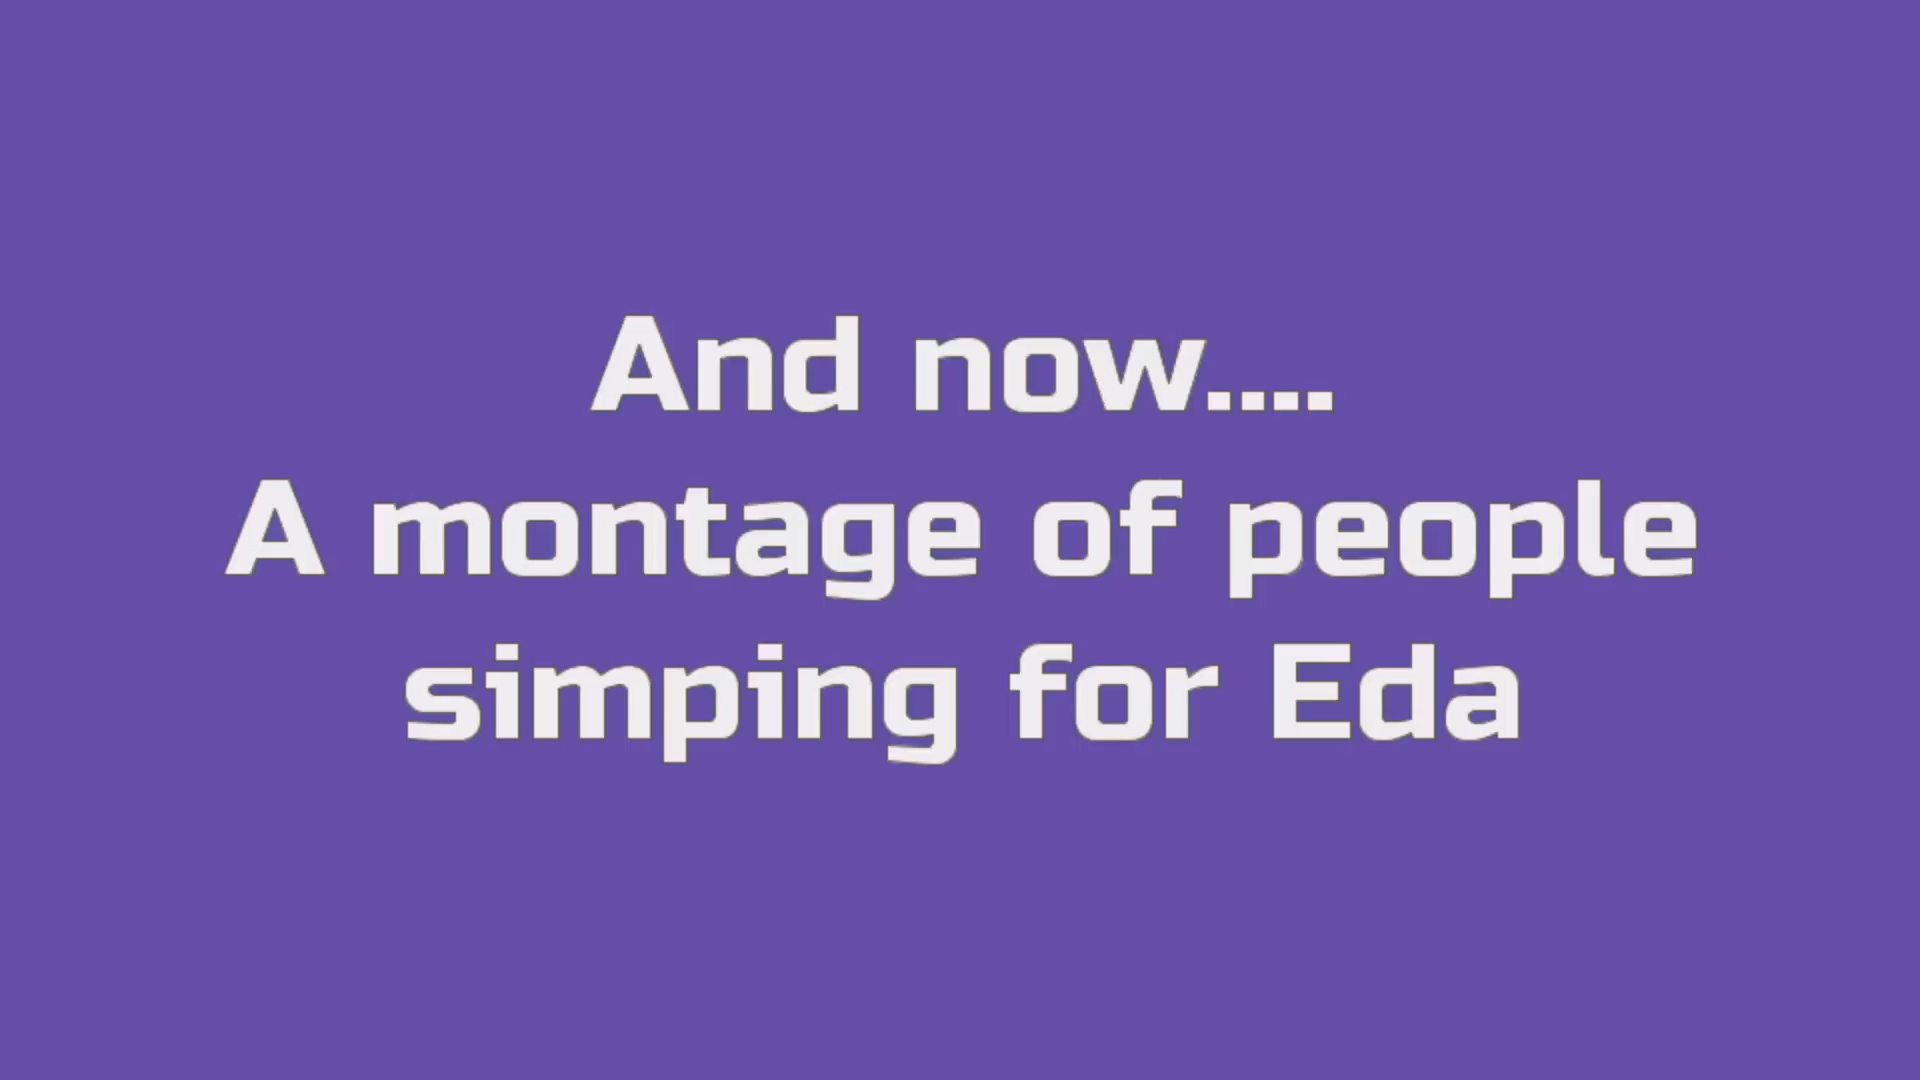 And now....
A montage of people
simping for Eda